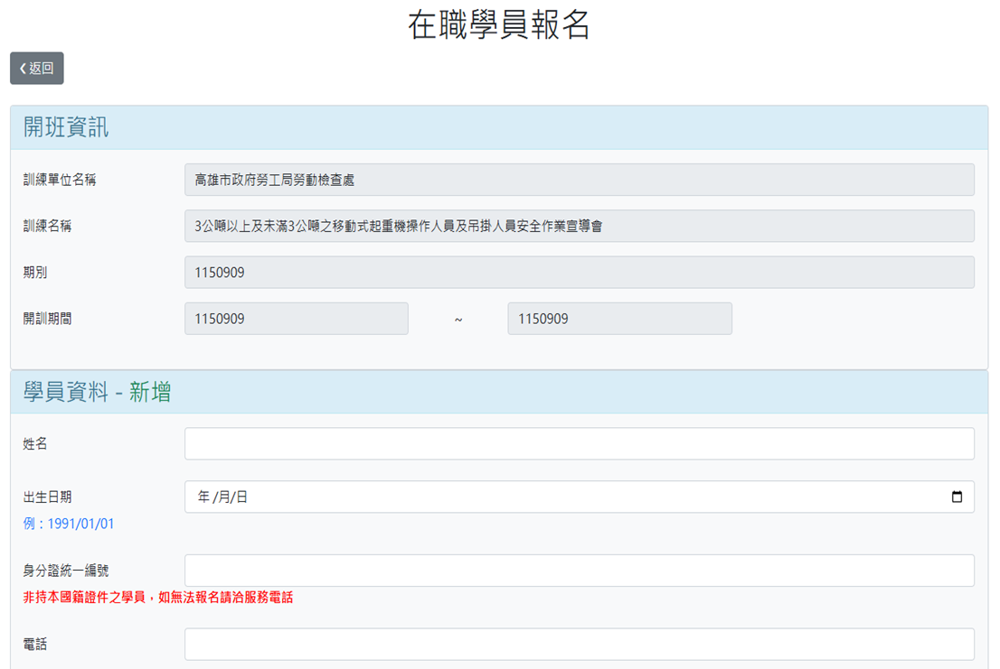 在職學員報名
❮返回
開班資訊
訓練單位名稱
高雄市政府勞工局勞動檢查處
訓練名稱
3公噸以上及未滿3公噸之移動式起重機操作人員及吊掛人員安全作業宣導會
期別
1150909
開訓期間
1150909 ~ 1150909
學員資料 - 新增
姓名
出生日期
年 /月/日
例：1991/01/01
身分證統一編號
非持本國籍證件之學員，如無法報名請洽服務電話
電話